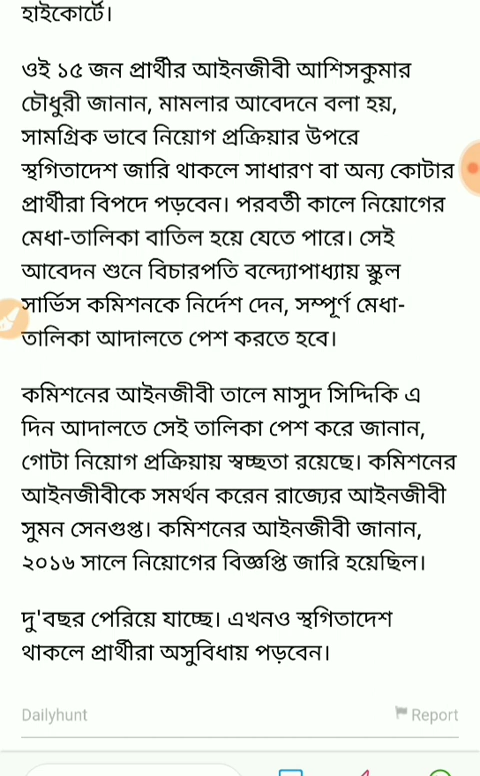 হাইকোর্টে।
ওই ১৫ জন প্রার্থীর আইনজীবী আশিসকুমার
চৌধুরী জানান, মামলার আবেদনে বলা হয়,
সামগ্রিক ভাবে নিয়োগ প্রক্রিয়ার উপরে
স্থগিতাদেশ জারি থাকলে সাধারণ বা অন্য কোটার
প্রার্থীরা বিপদে পড়বেন। পরবর্তী কালে নিয়োগের
মেধা-তালিকা বাতিল হয়ে যেতে পারে। সেই
আবেদন শুনে বিচারপতি বন্দ্যোপাধ্যায় স্কুল
সার্ভিস কমিশনকে নির্দেশ দেন, সম্পূর্ণ মেধা-
তালিকা আদালতে পেশ করতে হবে।
কমিশনের আইনজীবী তালে মাসুদ সিদ্দিকি এ
দিন আদালতে সেই তালিকা পেশ করে জানান,
গোটা নিয়োগ প্রক্রিয়ায় স্বচ্ছতা রয়েছে। কমিশনের
আইনজীবীকে সমর্থন করেন রাজ্যের আইনজীবী
সুমন সেনগুপ্ত। কমিশনের আইনজীবী জানান,
২০১৬ সালে নিয়োগের বিজ্ঞপ্তি জারি হয়েছিল।
দু'বছর পেরিয়ে যাচ্ছে। এখনও স্থগিতাদেশ
থাকলে প্রার্থীরা অসুবিধায় পড়বেন।
Dailyhunt Report